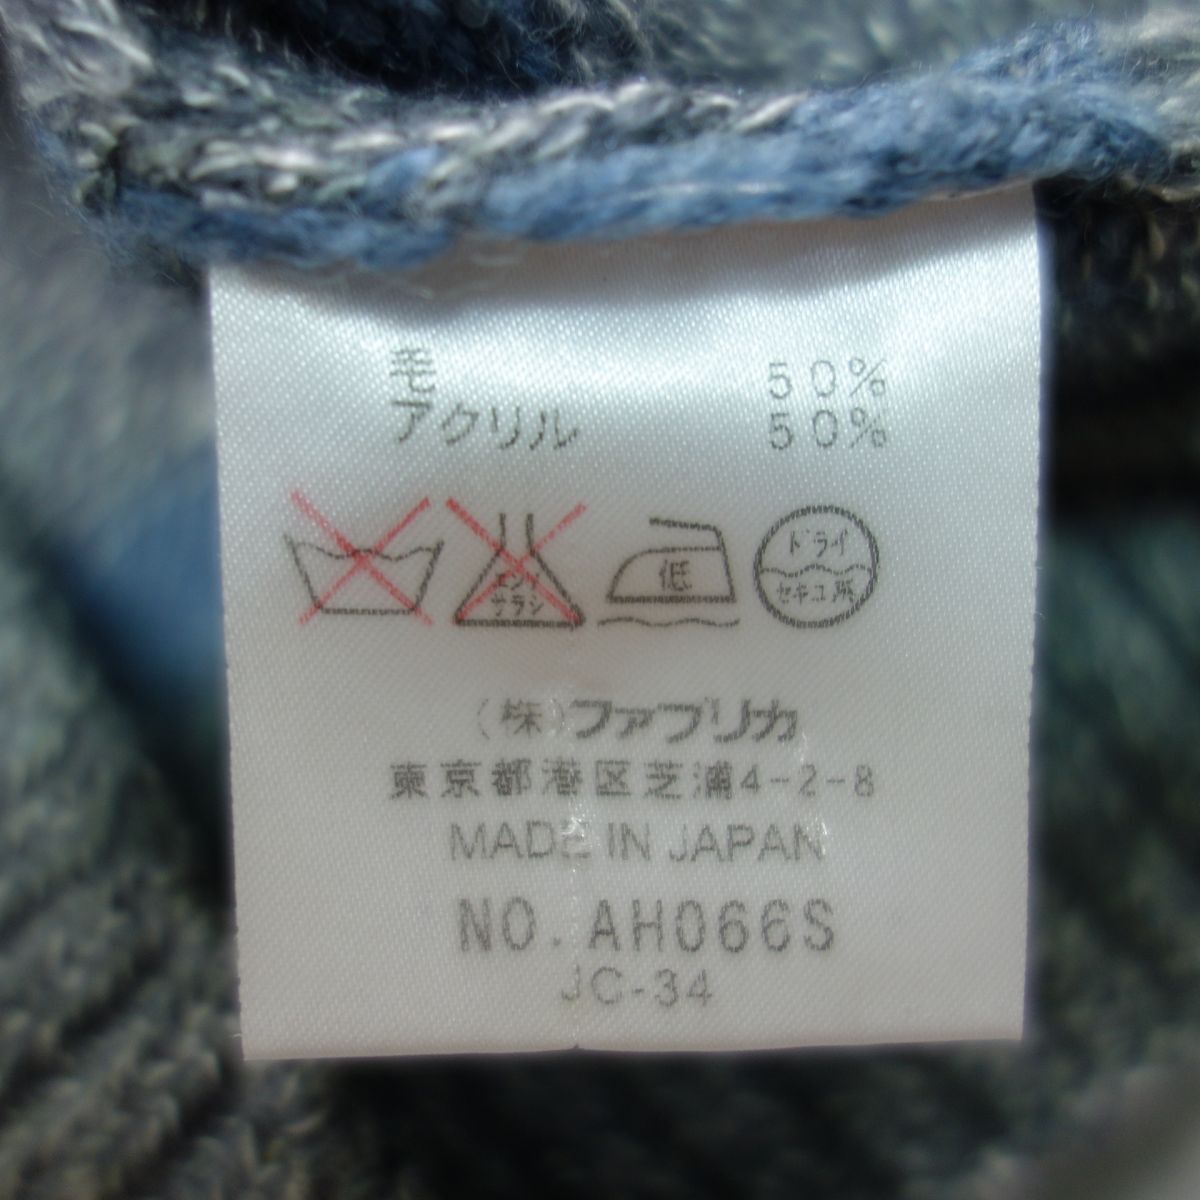 毛 50%
アクリル 50%
エンソ
サラシ
低
ドライ
セキユ系
(株)ファブリカ
東京都港区芝浦4-2-8
MADE IN JAPAN
NO. AH066S
JC-34